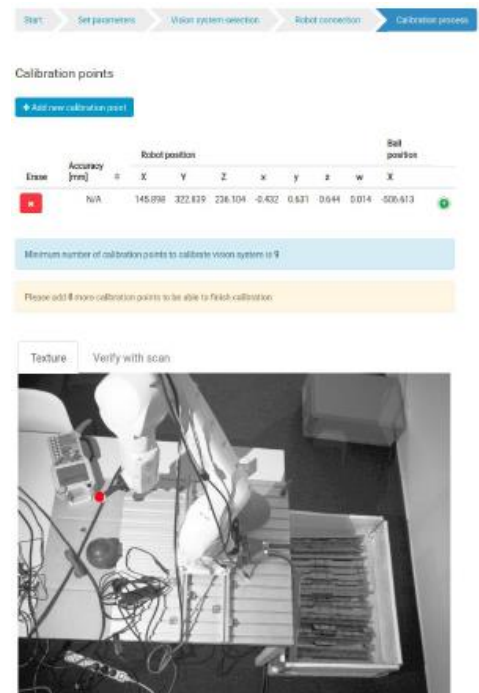 Start Set parameters Vision system selection Robot connection Calibration process
Calibration points
+ Add new calibration point
Robot position Ball position
Erase Accuracy [mm] # X Y Z x y z w X
× N/A 145.898 322.839 236.104 -0.432 0.631 0.644 0.014 -506.613
Minimum number of calibration points to calibrate vision system is 9
Please add 8 more calibration points to be able to finish calibration
Texture Verify with scan